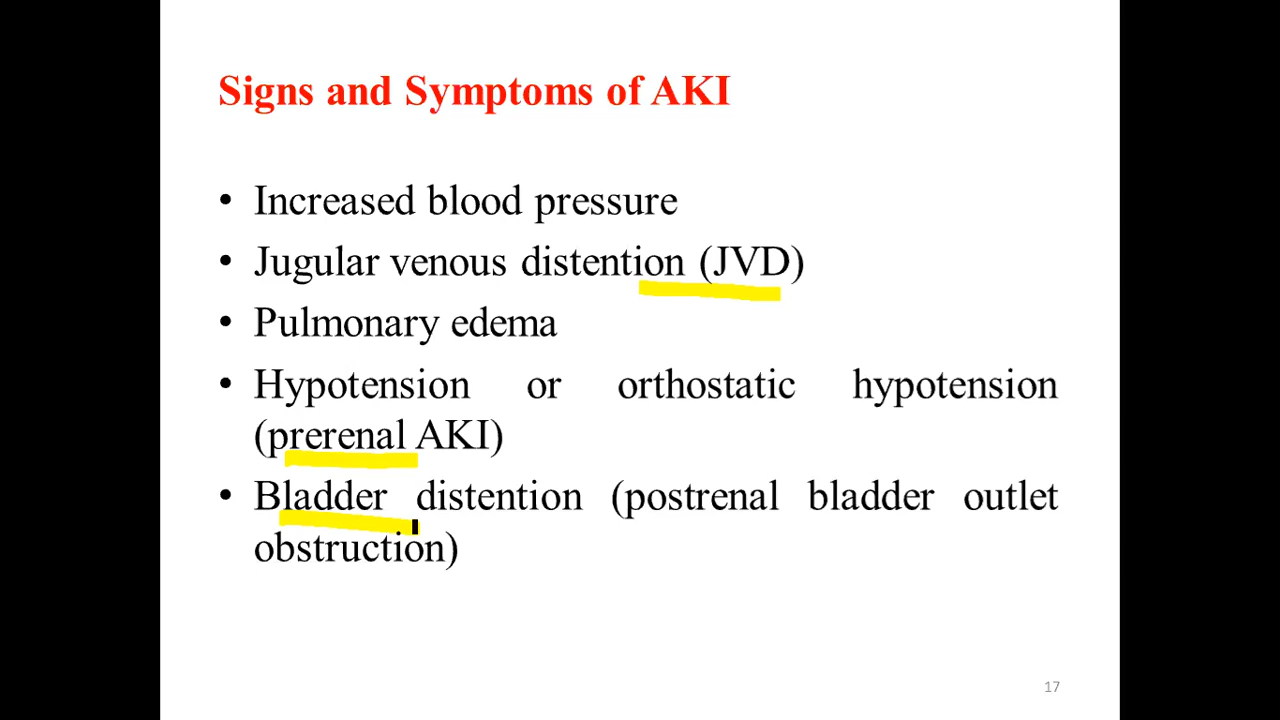 Signs and Symptoms of AKI
• Increased blood pressure
• Jugular venous distention (JVD)
• Pulmonary edema
• Hypotension or orthostatic hypotension
(prerenal AKI)
• Bladder distention (postrenal bladder outlet
obstruction)
17